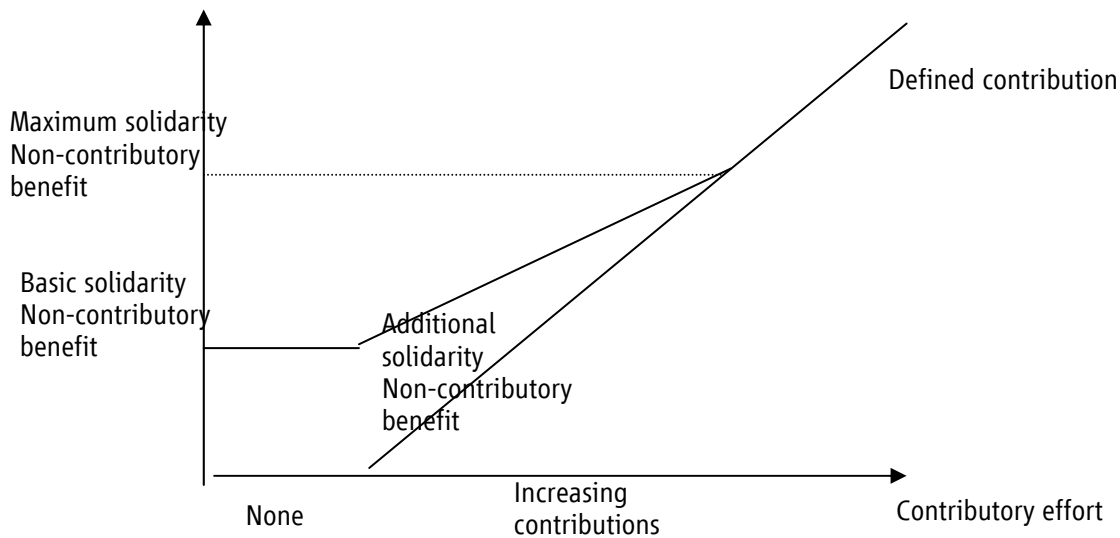 Defined contribution
Maximum solidarity
Non-contributory
benefit
Basic solidarity
Non-contributory
benefit
Additional
solidarity
Non-contributory
benefit
None
Increasing
contributions
Contributory effort